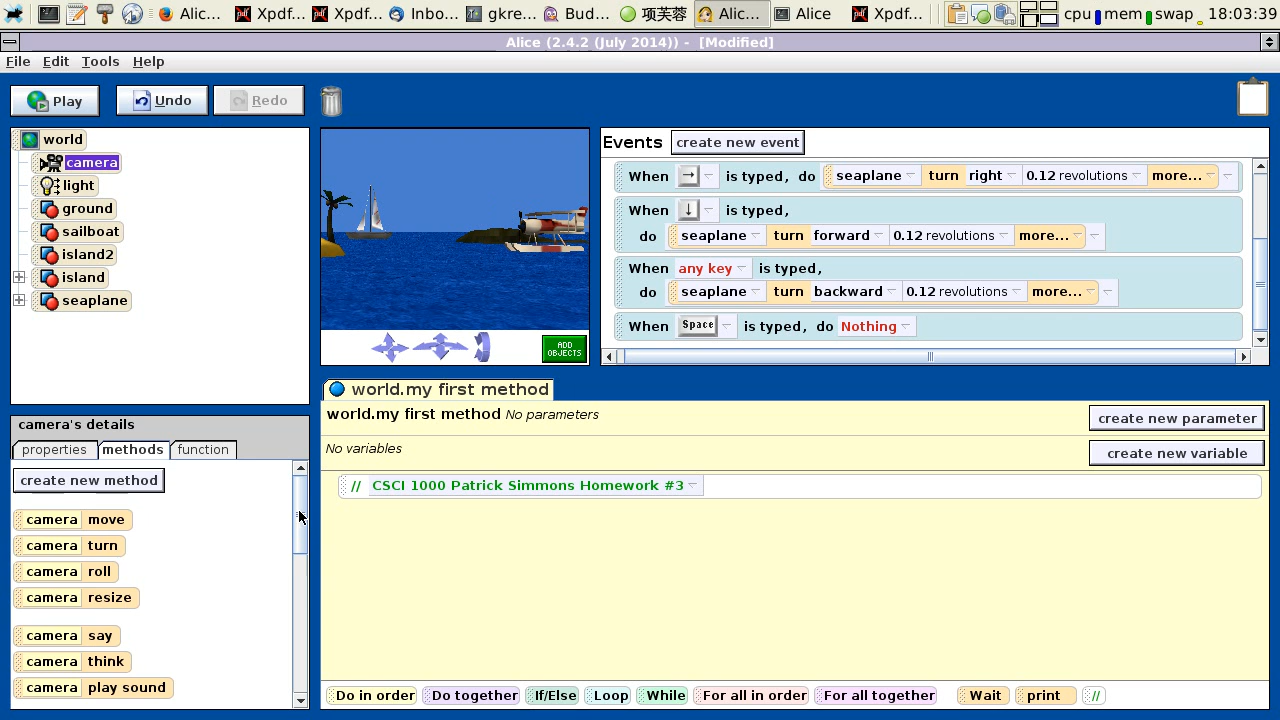 Alic... Xpdf... Xpdf... Inbo... gkre... Bud... 项芙蓉 Alic... Alice Xpdf... cpu mem swap 18:03:39
Alice (2.4.2 (July 2014)) - [Modified]
File Edit Tools Help
Play Undo Redo
world
camera
light
ground
sailboat
island2
island
seaplane
ADD
OBJECTS
Events create new event
When → is typed, do seaplane turn right 0.12 revolutions more...
When ↓ is typed,
do seaplane turn forward 0.12 revolutions more...
When any key is typed,
do seaplane turn backward 0.12 revolutions more...
When Space is typed, do Nothing
camera's details
properties methods function
create new method
camera move
camera turn
camera roll
camera resize
camera say
camera think
camera play sound
world.my first method
world.my first method No parameters create new parameter
No variables create new variable
// CSCI 1000 Patrick Simmons Homework #3
Do in order Do together If/Else Loop While For all in order For all together Wait print //